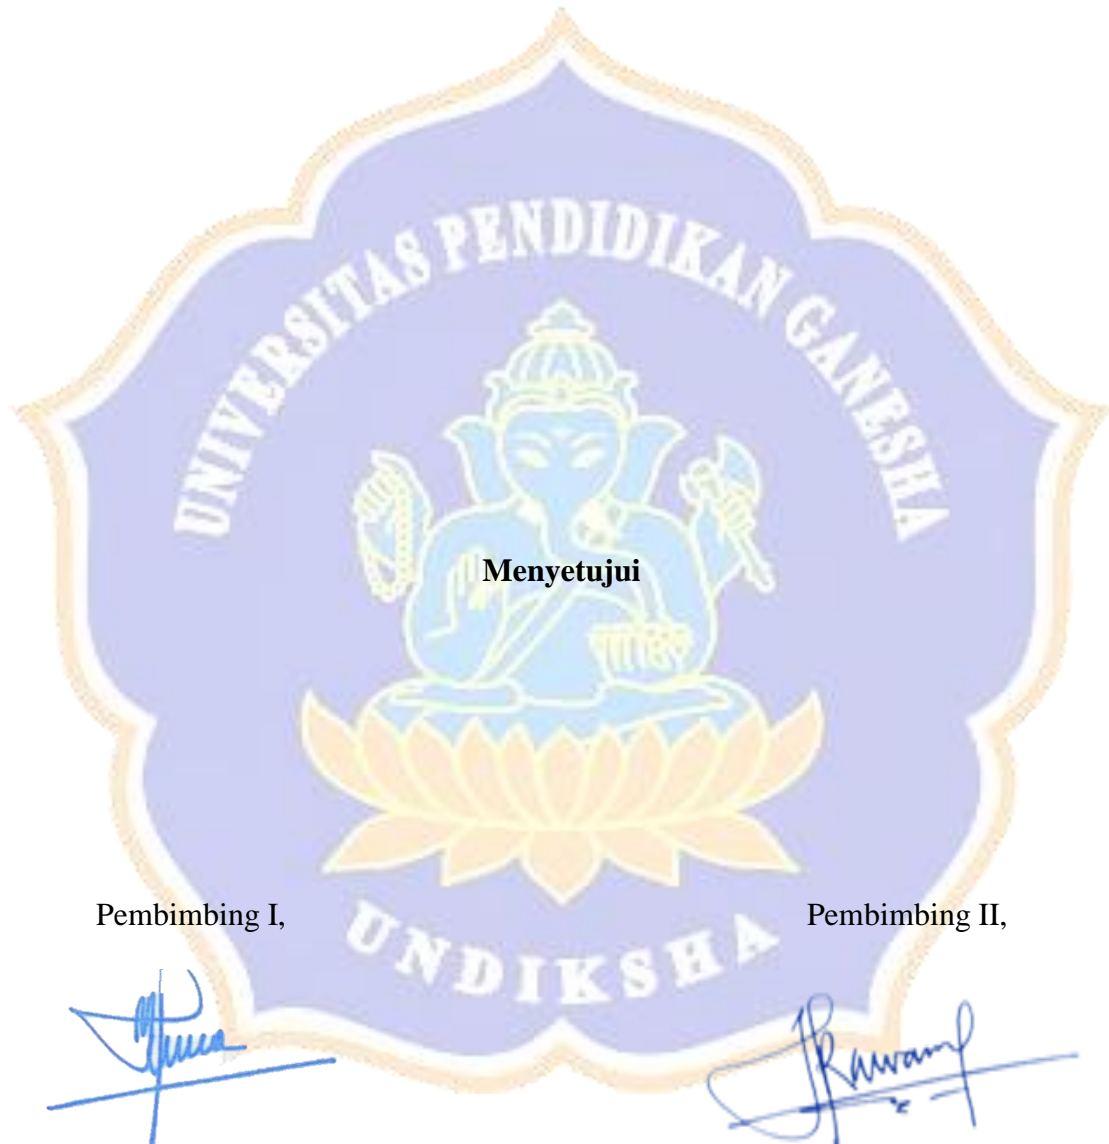 UNIVERSITAS PENDIDIKAN GANESHA
Menyetujui
Pembimbing I, Pembimbing II,
UNDIKSHA